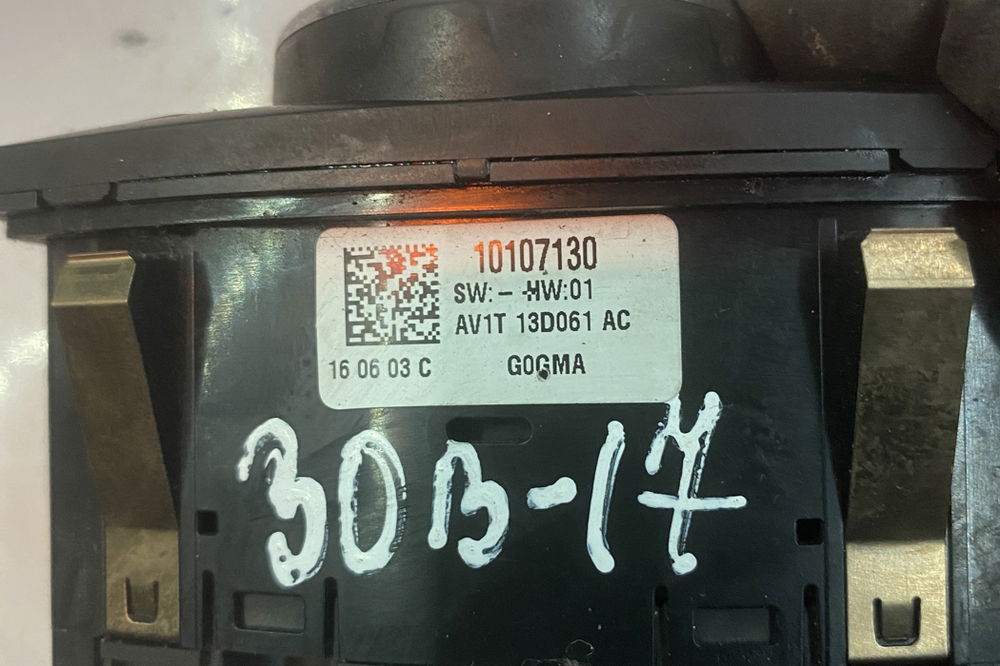 10107130
SW:- HW:01
AV1T 13D061 AC
16 06 03 C G0GMA
30B-17